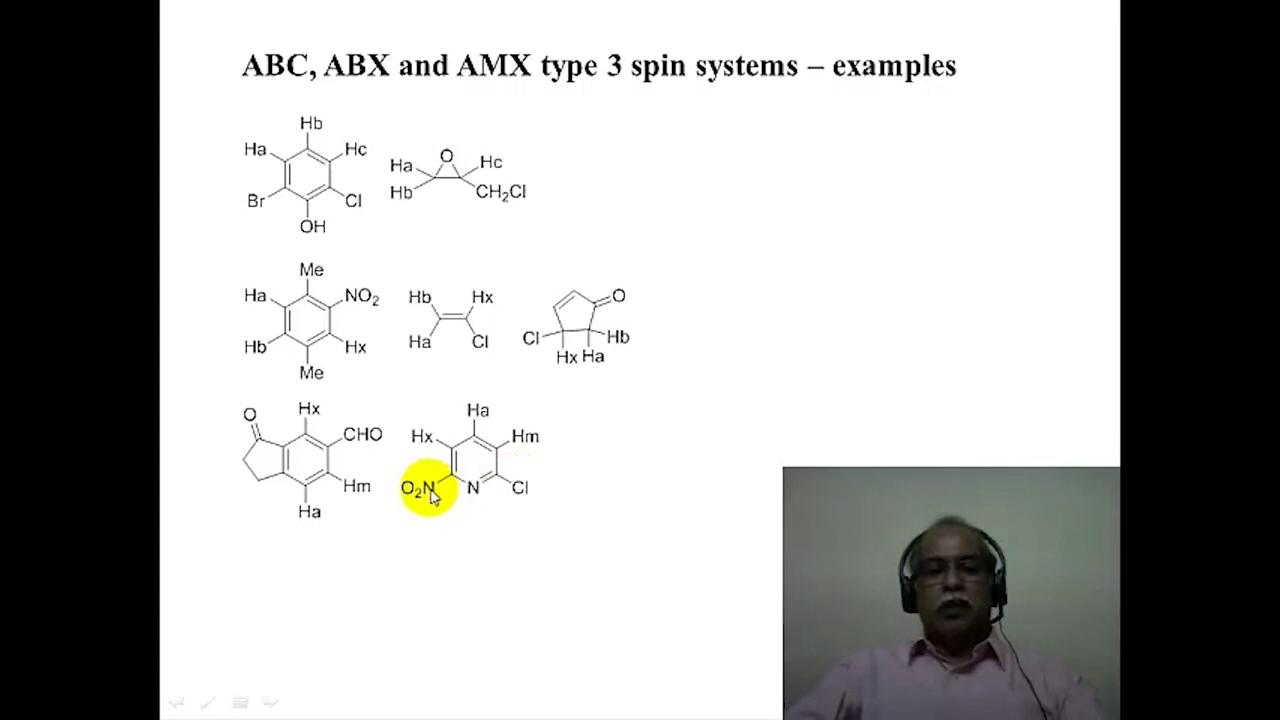 ABC, ABX and AMX type 3 spin systems – examples
Hb
Ha
Hc
Br
Cl
OH
O
Ha
Hc
Hb
CH2Cl
Me
Ha
NO2
Hb
Hx
Me
Hb
Hx
Ha
Cl
O
Cl
Hb
Hx
Ha
O
Hx
CHO
Hm
Ha
Ha
Hx
Hm
O2N
N
Cl